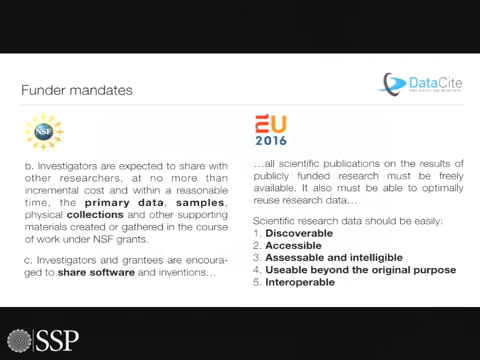 Funder mandates
DataCite
NSF
EU
2016
b. Investigators are expected to share with
other researchers, at no more than
incremental cost and within a reasonable
time, the primary data, samples,
physical collections and other supporting
materials created or gathered in the course
of work under NSF grants.
c. Investigators and grantees are encoura-
ged to share software and inventions…
…all scientific publications on the results of
publicly funded research must be freely
available. It also must be able to optimally
reuse research data…
Scientific research data should be easily:
1. Discoverable
2. Accessible
3. Assessable and intelligible
4. Useable beyond the original purpose
5. Interoperable
SSP